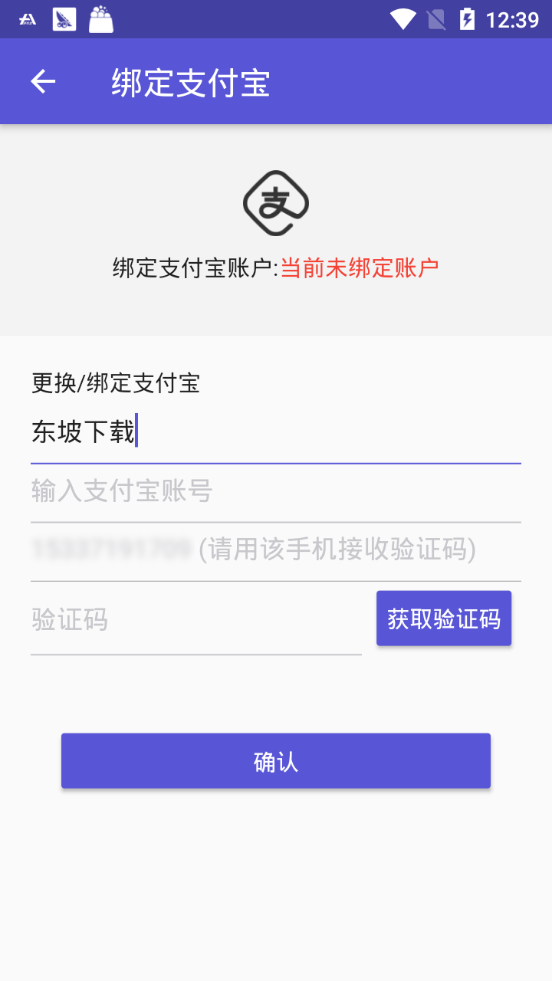 12:39
绑定支付宝
支
绑定支付宝账户:当前未绑定账户
更换/绑定支付宝
东坡下载
输入支付宝账号
(请用该手机接收验证码)
验证码
获取验证码
确认